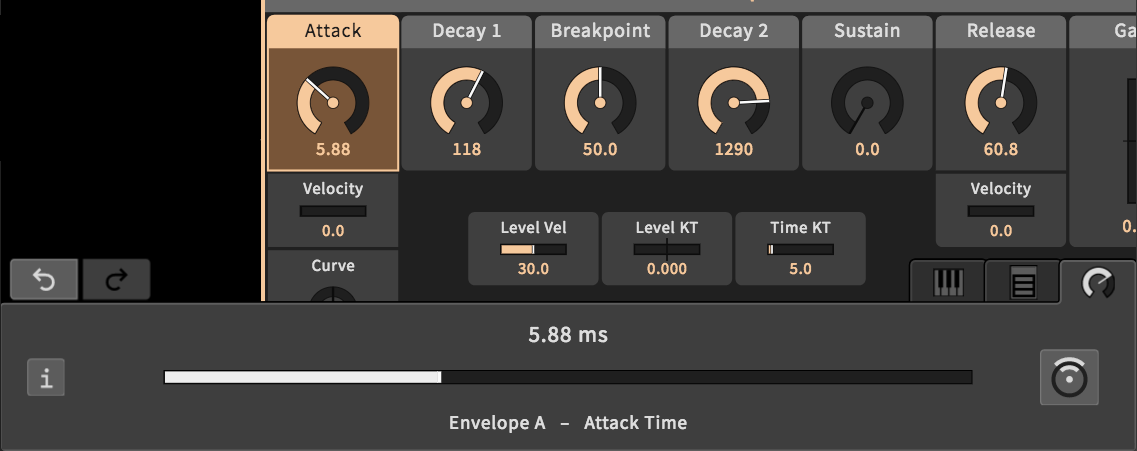 Attack Decay 1 Breakpoint Decay 2 Sustain Release
5.88 118 50.0 1290 0.0 60.8
Velocity Velocity
0.0 0.0
Level Vel Level KT Time KT
30.0 0.000 5.0
Curve
5.88 ms
i
Envelope A – Attack Time